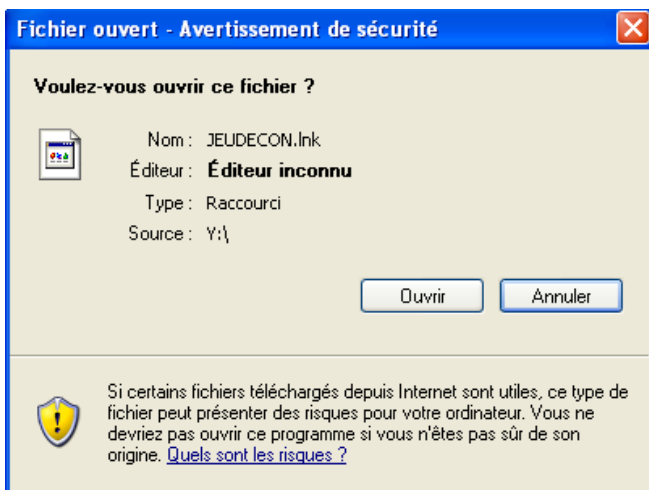 Fichier ouvert - Avertissement de sécurité
Voulez-vous ouvrir ce fichier ?
Nom : JEUDECON.lnk
Éditeur : Éditeur inconnu
Type : Raccourci
Source : Y:\
Ouvrir Annuler
Si certains fichiers téléchargés depuis Internet sont utiles, ce type de
fichier peut présenter des risques pour votre ordinateur. Vous ne
devriez pas ouvrir ce programme si vous n'êtes pas sûr de son
origine. Quels sont les risques ?